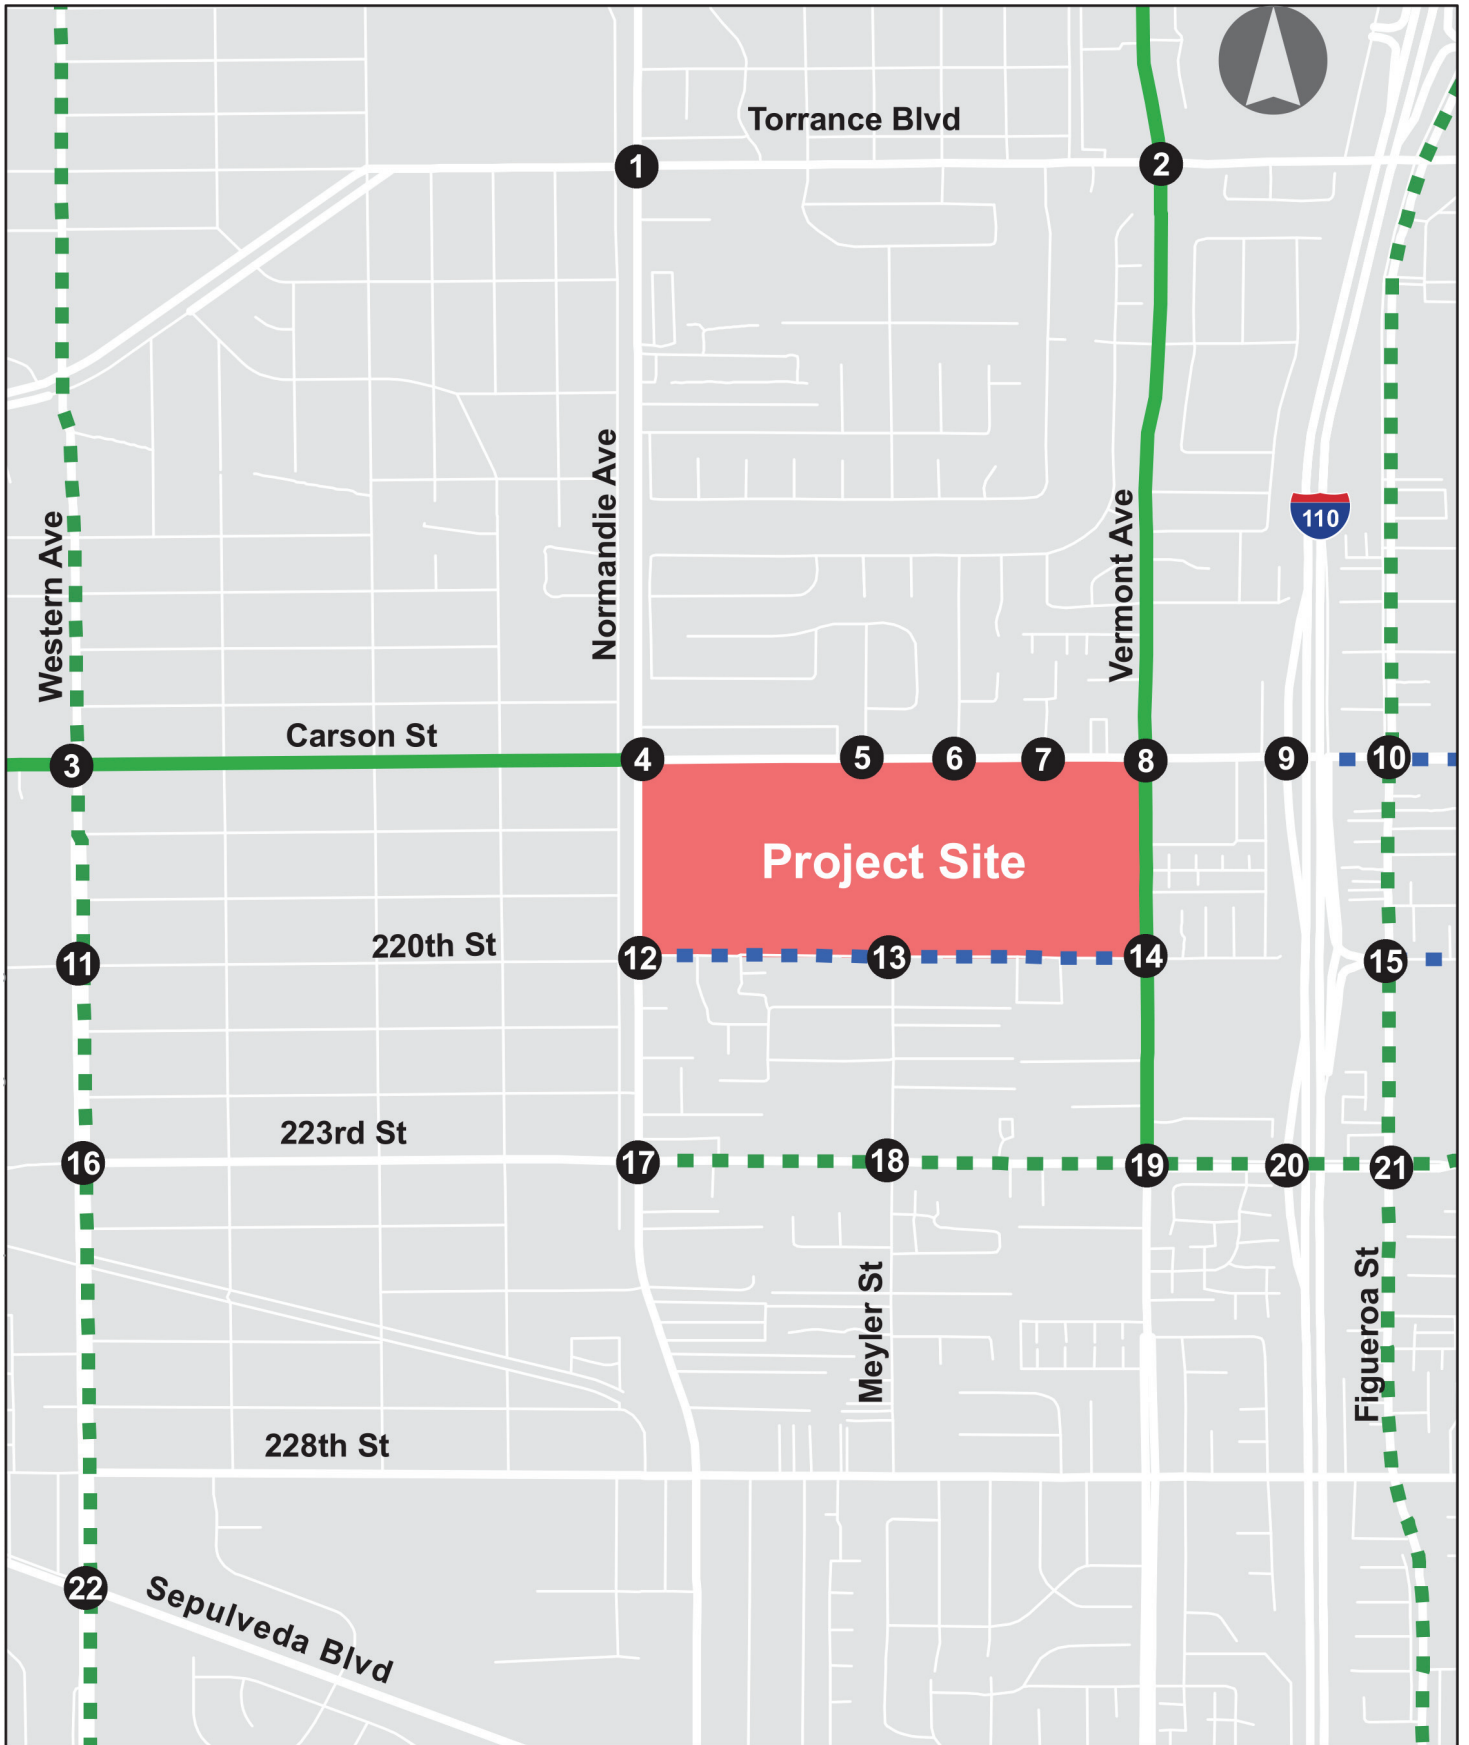 Torrance Blvd
1
2
Normandie Ave
Vermont Ave
Western Ave
110
Carson St
3
4
5
6
7
8
9
10
Project Site
220th St
11
12
13
14
15
223rd St
16
17
18
19
20
21
Meyler St
Figueroa St
228th St
22
Sepulveda Blvd